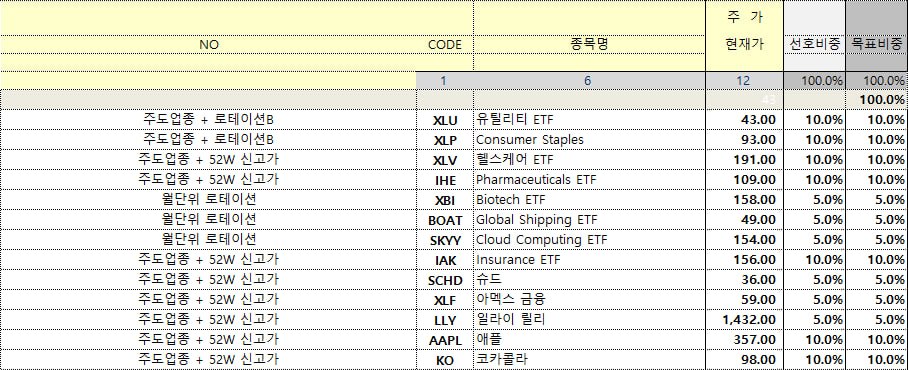 주 가
NO CODE 종목명 현재가 선호비중 목표비중
1 6 12 100.0% 100.0%
43 100.0%
주도업종 + 로테이션B XLU 유틸리티 ETF 43.00 10.0% 10.0%
주도업종 + 로테이션B XLP Consumer Staples 93.00 10.0% 10.0%
주도업종 + 52W 신고가 XLV 헬스케어 ETF 191.00 10.0% 10.0%
주도업종 + 52W 신고가 IHE Pharmaceuticals ETF 109.00 10.0% 10.0%
월단위 로테이션 XBI Biotech ETF 158.00 5.0% 5.0%
월단위 로테이션 BOAT Global Shipping ETF 49.00 5.0% 5.0%
월단위 로테이션 SKYY Cloud Computing ETF 154.00 5.0% 5.0%
주도업종 + 52W 신고가 IAK Insurance ETF 156.00 10.0% 10.0%
주도업종 + 52W 신고가 SCHD 슈드 36.00 5.0% 5.0%
주도업종 + 52W 신고가 XLF 아멕스 금융 59.00 5.0% 5.0%
주도업종 + 52W 신고가 LLY 일라이 릴리 1,432.00 5.0% 5.0%
주도업종 + 52W 신고가 AAPL 애플 357.00 10.0% 10.0%
주도업종 + 52W 신고가 KO 코카콜라 98.00 10.0% 10.0%